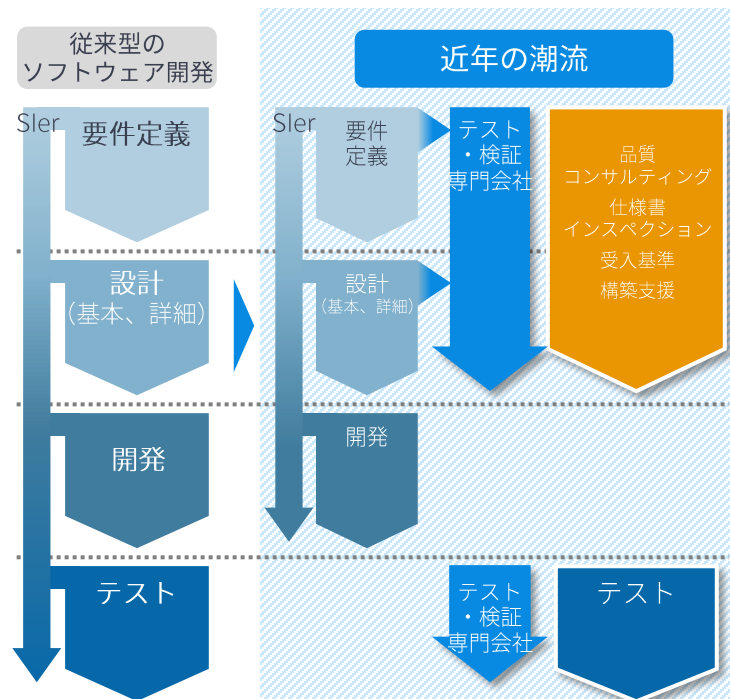 従来型の
ソフトウェア開発
SIer
要件定義
設計
(基本、詳細)
開発
テスト
近年の潮流
SIer
要件
定義
設計
(基本、詳細)
開発
テスト
・検証
専門会社
品質
コンサルティング
仕様書
インスペクション
受入基準
構築支援
テスト
・検証
専門会社
テスト